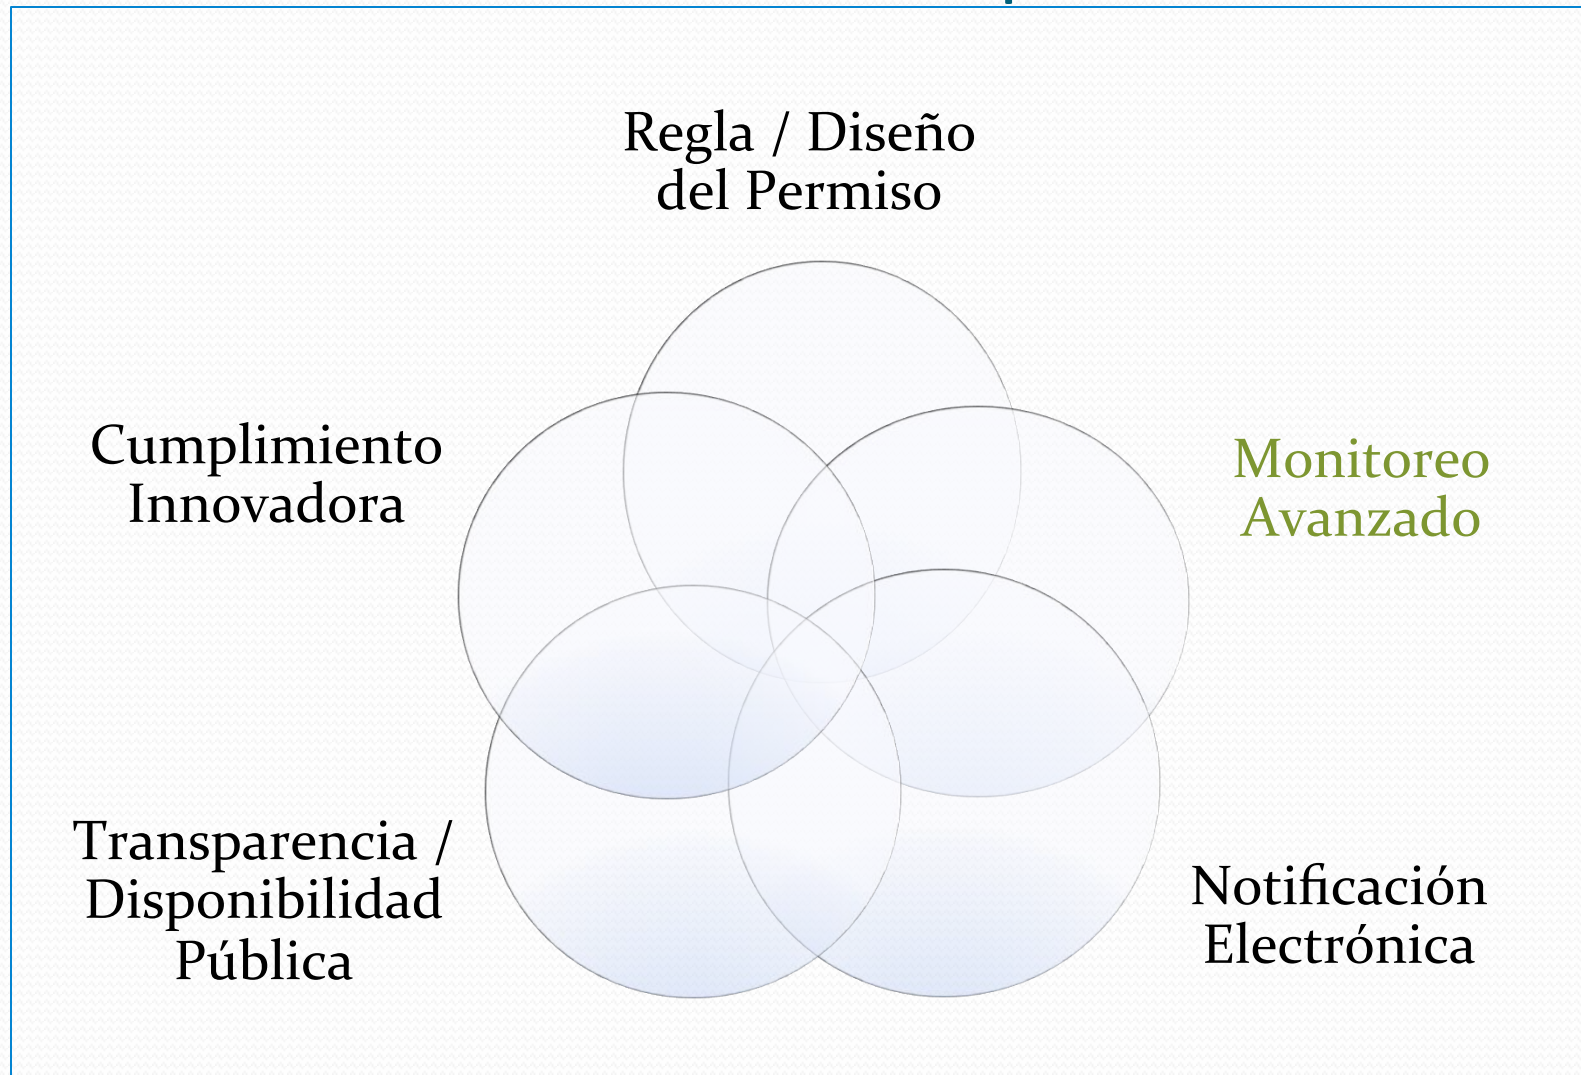 Regla / Diseño
del Permiso
Cumplimiento
Innovadora
Monitoreo
Avanzado
Transparencia /
Disponibilidad
Pública
Notificación
Electrónica